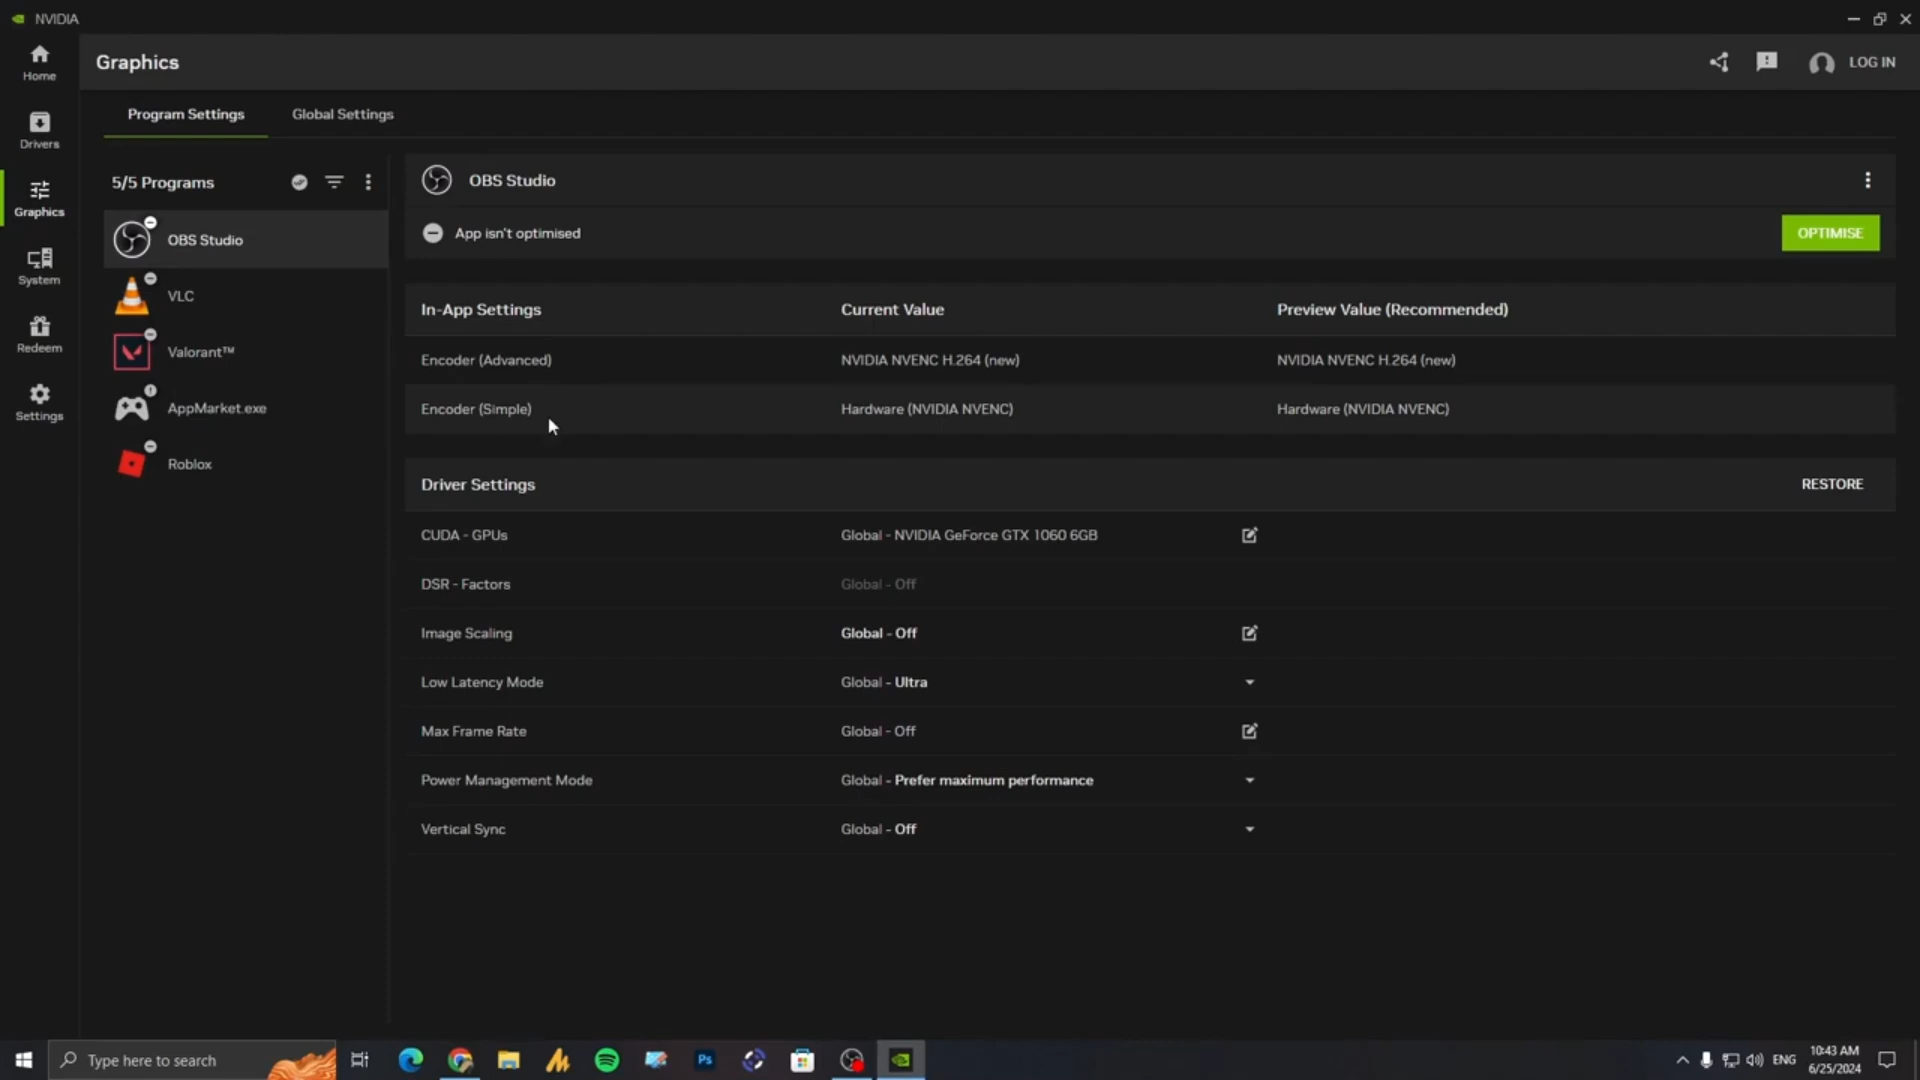 NVIDIA
Home
Drivers
Graphics
System
Redeem
Settings
Graphics
LOG IN
Program Settings
Global Settings
5/5 Programs
OBS Studio
VLC
Valorant™
AppMarket.exe
Roblox
OBS Studio
App isn't optimised
OPTIMISE
In-App Settings Current Value Preview Value (Recommended)
Encoder (Advanced) NVIDIA NVENC H.264 (new) NVIDIA NVENC H.264 (new)
Encoder (Simple) Hardware (NVIDIA NVENC) Hardware (NVIDIA NVENC)
Driver Settings RESTORE
CUDA - GPUs Global - NVIDIA GeForce GTX 1060 6GB
DSR - Factors Global - Off
Image Scaling Global - Off
Low Latency Mode Global - Ultra
Max Frame Rate Global - Off
Power Management Mode Global - Prefer maximum performance
Vertical Sync Global - Off
Type here to search
Ps
ENG
10:43 AM
6/25/2024